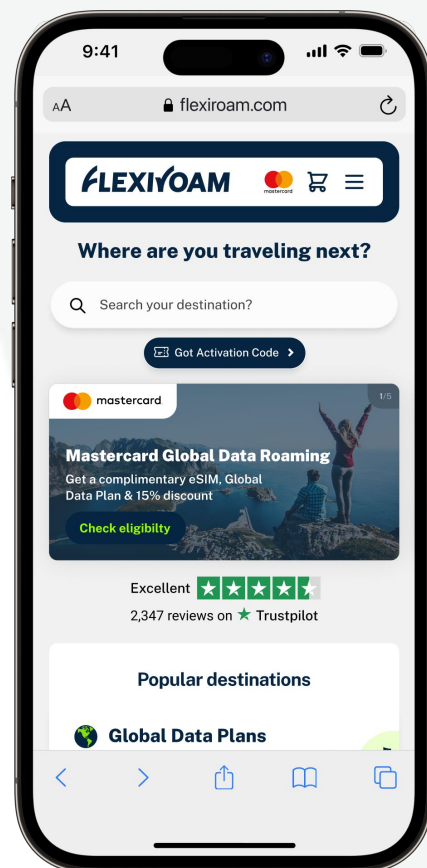 9:41
AA
flexiroam.com
FLEXIROAM
mastercard
Where are you traveling next?
Search your destination?
Got Activation Code
mastercard.
1/5
Mastercard Global Data Roaming
Get a complimentary eSIM, Global
Data Plan & 15% discount
Check eligibilty
Excellent
2,347 reviews on Trustpilot
Popular destinations
Global Data Plans